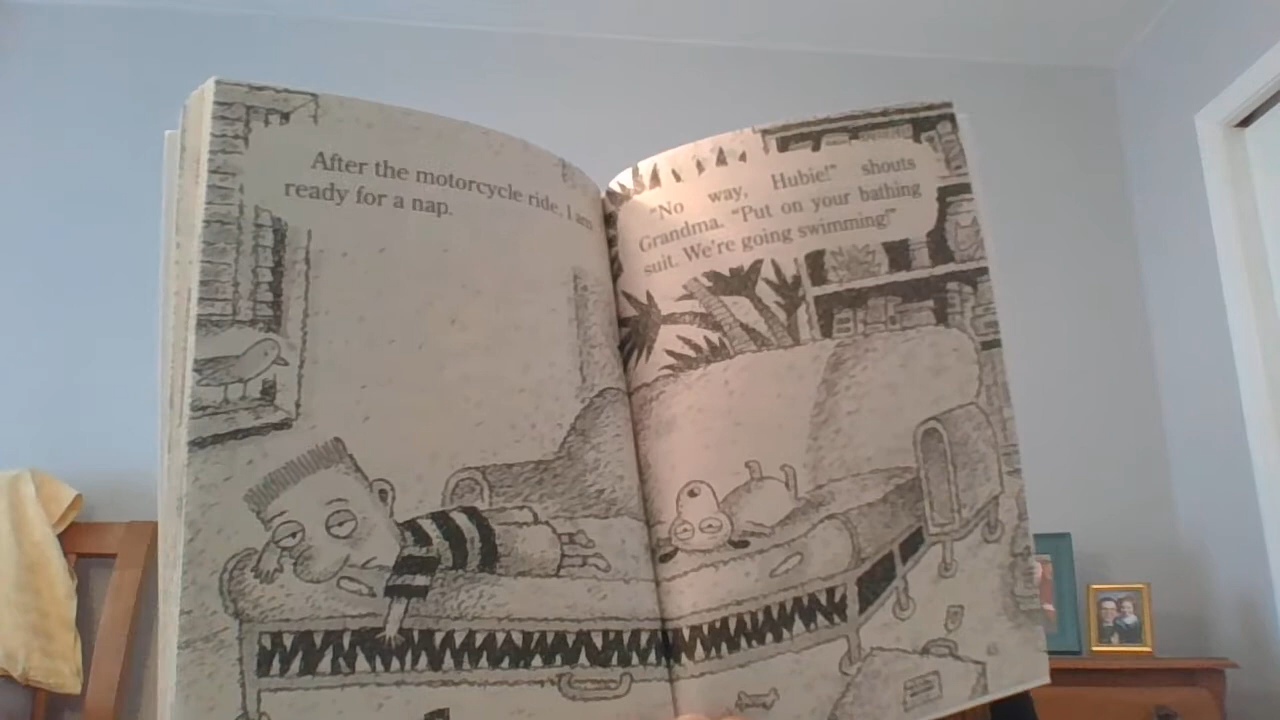 After the motorcycle ride, I am
ready for a nap.
"No way, Hubie!" shouts
Grandma. "Put on your bathing
suit. We're going swimming!"